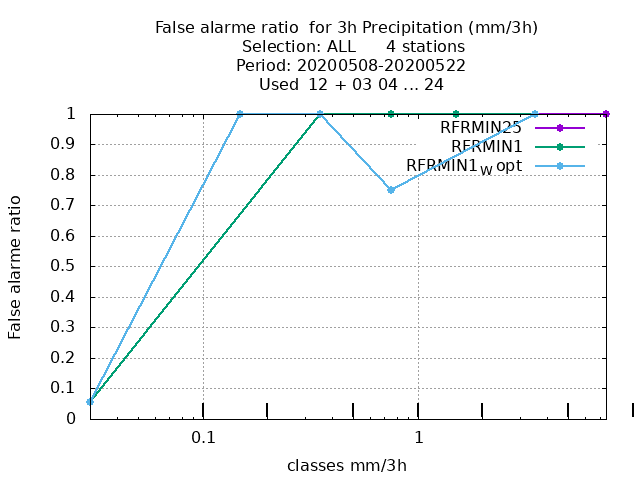 False alarme ratio  for 3h Precipitation (mm/3h)
Selection: ALL      4 stations
Period: 20200508-20200522
Used  12 + 03 04 ... 24
1
0.9
0.8
0.7
0.6
0.5
0.4
0.3
0.2
0.1
0
False alarme ratio
RFRMIN25
RFRMIN1
RFRMIN1W opt
0.1
1
classes mm/3h